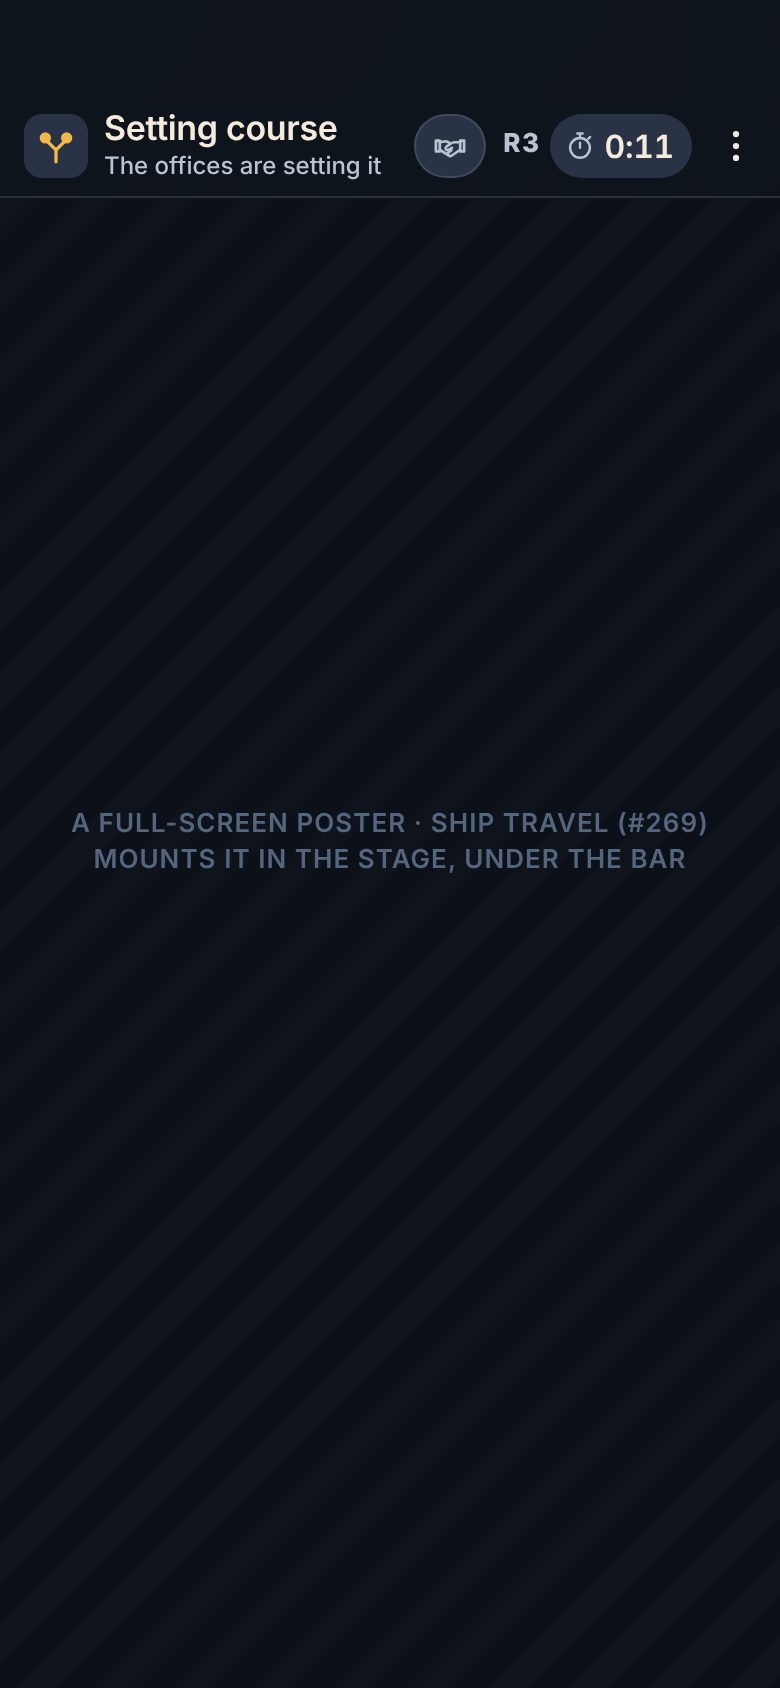 Setting course
The offices are setting it
R3
0:11
A FULL-SCREEN POSTER · SHIP TRAVEL (#269)
MOUNTS IT IN THE STAGE, UNDER THE BAR